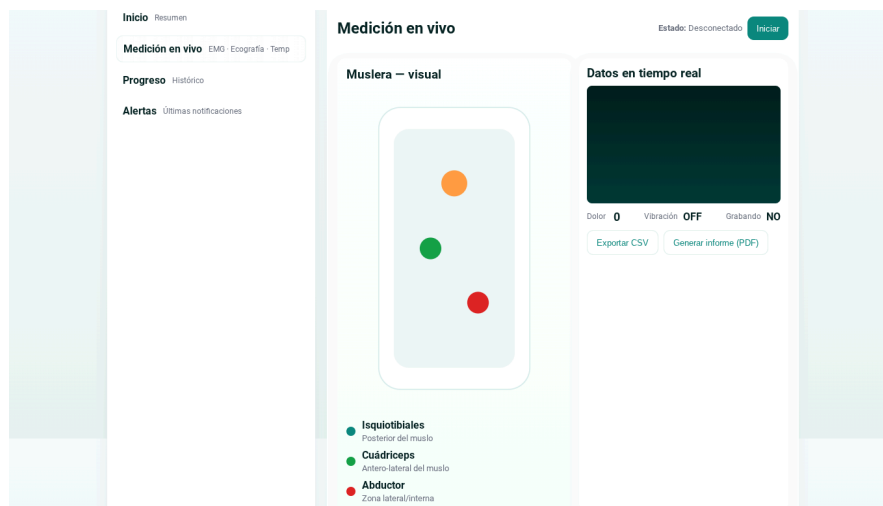 Inicio Resumen
Medición en vivo EMG · Ecografía · Temp
Progreso Histórico
Alertas Últimas notificaciones
Medición en vivo
Estado: Desconectado Iniciar
Muslera — visual
Isquiotibiales
Posterior del muslo
Cuádriceps
Antero-lateral del muslo
Abductor
Zona lateral/interna
Datos en tiempo real
Dolor 0 Vibración OFF Grabando NO
Exportar CSV Generar informe (PDF)